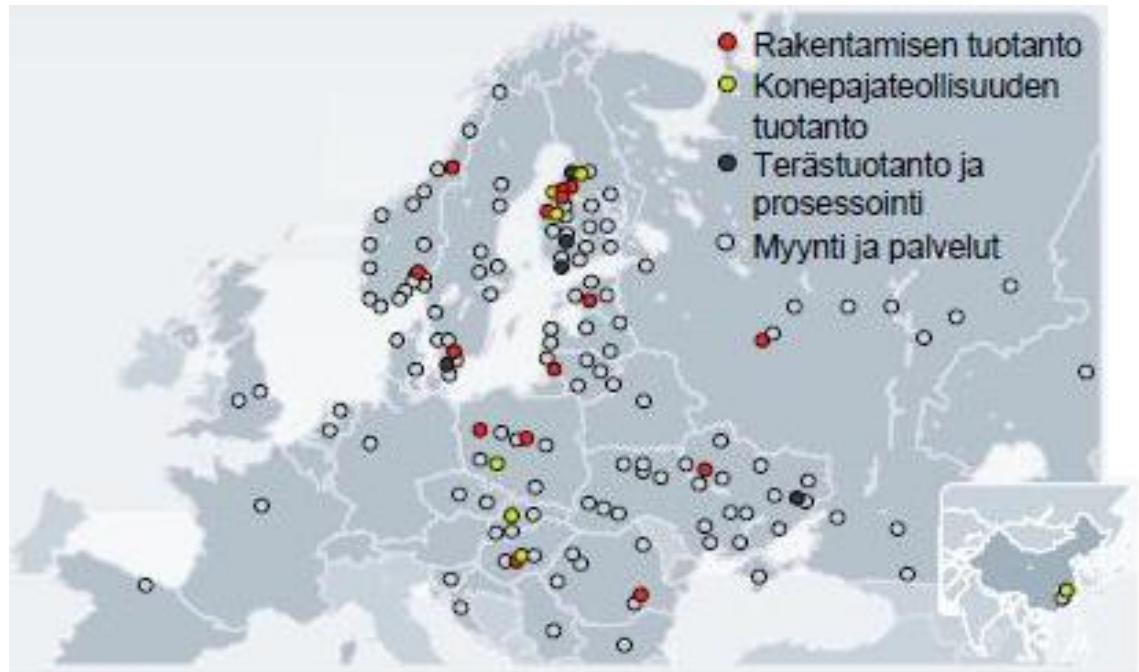 Rakentamisen tuotanto
Konepajateollisuuden
tuotanto
Terästuotanto ja
prosessointi
Myynti ja palvelut